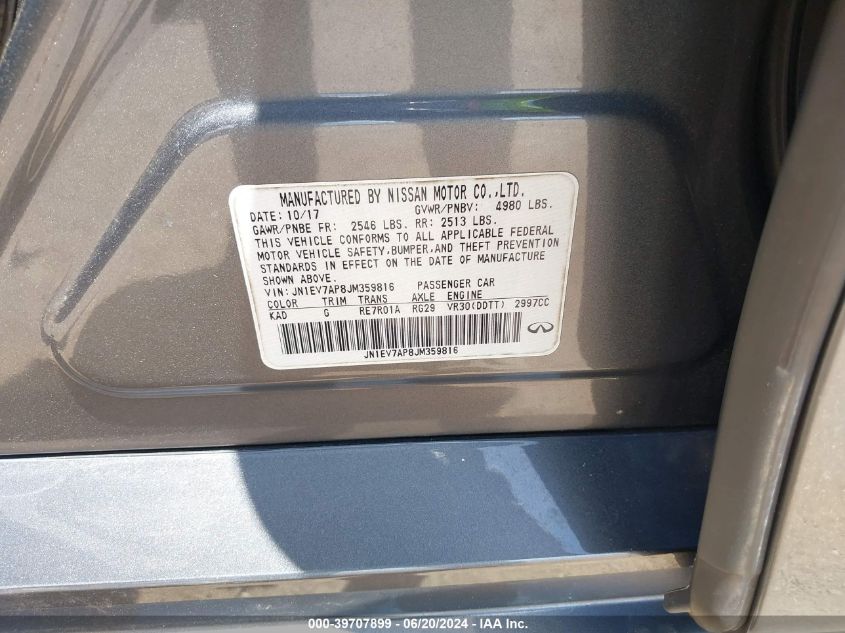 MANUFACTURED BY NISSAN MOTOR CO.,LTD.
DATE: 10/17 GVWR/PNBV: 4980 LBS.
GAWR/PNBE FR: 2546 LBS. RR: 2513 LBS.
THIS VEHICLE CONFORMS TO ALL APPLICABLE FEDERAL
MOTOR VEHICLE SAFETY,BUMPER,AND THEFT PREVENTION
STANDARDS IN EFFECT ON THE DATE OF MANUFACTURE
SHOWN ABOVE.
VIN: JN1EV7AP8JM359816 PASSENGER CAR
COLOR TRIM TRANS AXLE ENGINE
KAD G RE7R01A RG29 VR30(DDTT) 2997CC
JN1EV7AP8JM359816
000-39707899 - 06/20/2024 - IAA Inc.